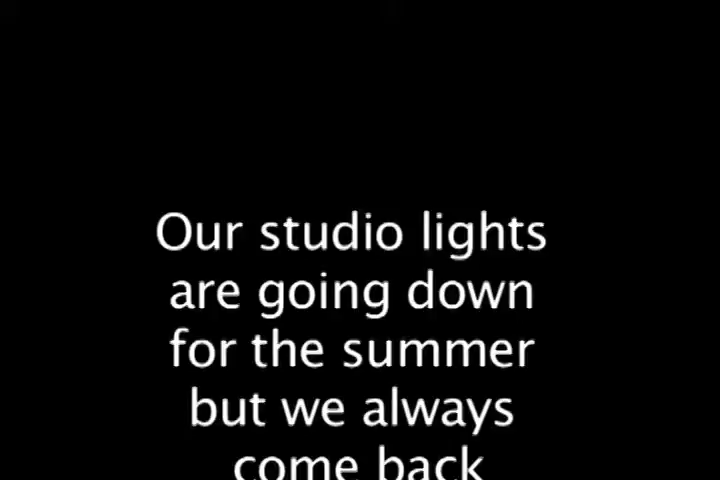 Our studio lights
are going down
for the summer
but we always
come back